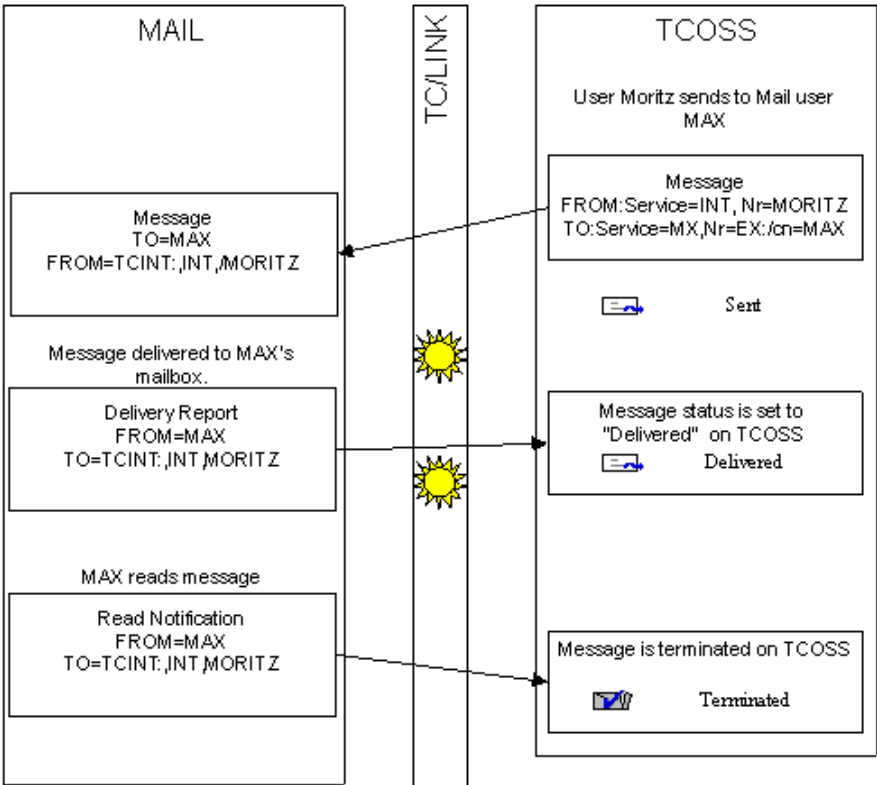 MAIL
TC/LINK
TCOSS
User Moritz sends to Mail user
MAX
Message
FROM:Service=INT, Nr=MORITZ
TO:Service=MX,Nr=EX:/cn=MAX
Message
TO=MAX
FROM=TCINT:,INT,/MORITZ
Sent
Message delivered to MAX's
mailbox.
Delivery Report
FROM=MAX
TO=TCINT:,INT,MORITZ
Message status is set to
"Delivered" on TCOSS
Delivered
MAX reads message
Read Notification
FROM=MAX
TO=TCINT:,INT,MORITZ
Message is terminated on TCOSS
Terminated